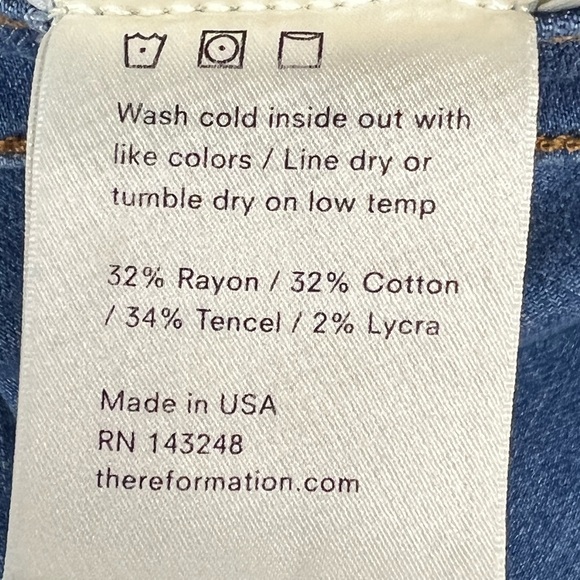 Wash cold inside out with
like colors / Line dry or
tumble dry on low temp
32% Rayon / 32% Cotton
/ 34% Tencel / 2% Lycra
Made in USA
RN 143248
thereformation.com